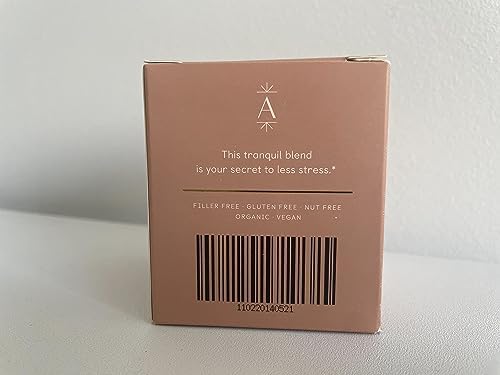 A
This tranquil blend
is your secret to less stress.*
FILLER FREE · GLUTEN FREE · NUT FREE
ORGANIC · VEGAN
110220140521